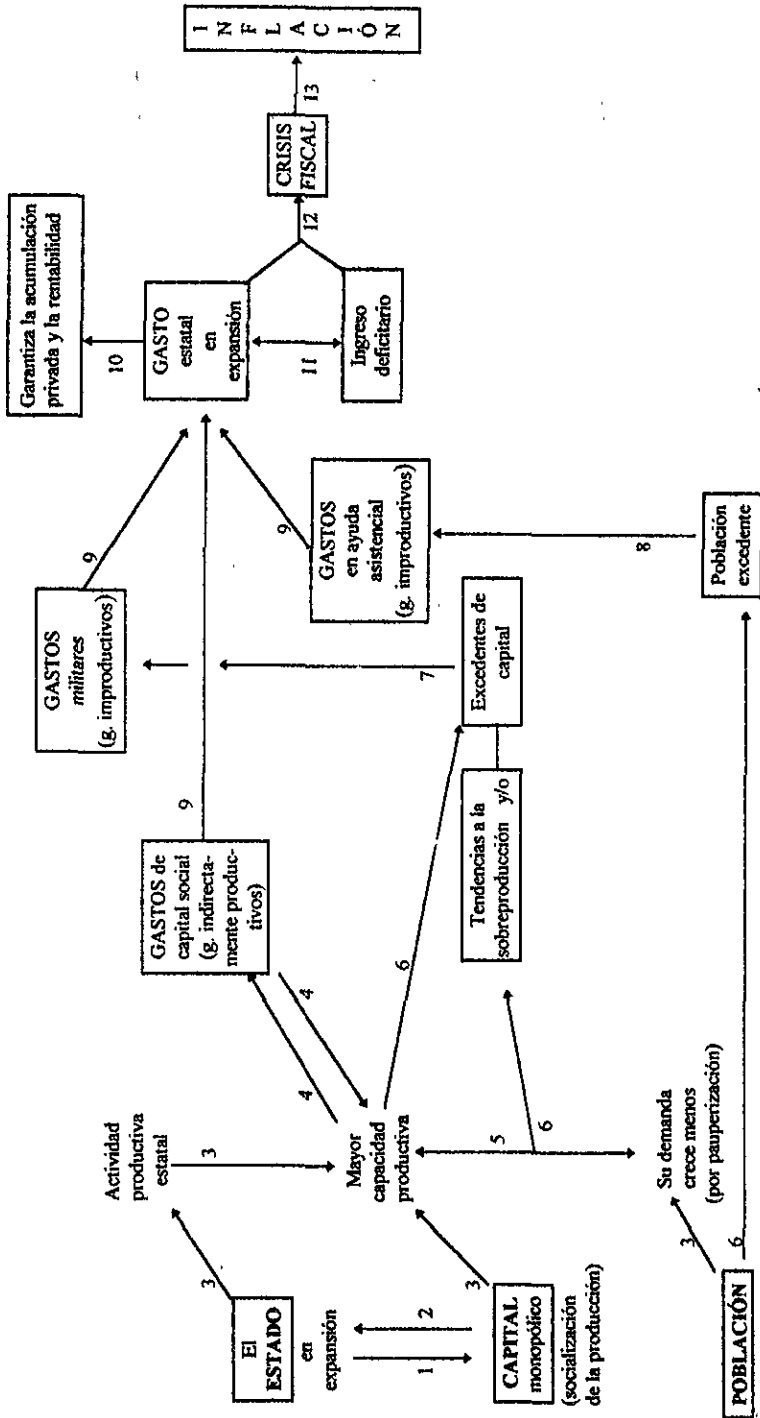 El
ESTADO
en
expansión
1
2
CAPITAL
monopólico
(socialización
de la producción)
POBLACIÓN
3
3
3
6
Actividad
productiva
estatal
3
Mayor
capacidad
productiva
5
6
Su demanda
crece menos
(por pauperización)
4
4
6
GASTOS de
capital social
(g. indirecta-
mente produc-
tivos)
Tendencias a la
sobreproducción y/o
Excedentes de
capital
7
9
GASTOS
militares
(g. improductivos)
9
GASTOS
en ayuda
asistencial
(g. improductivos)
9
8
Población
excedente
Garantiza la acumulación
privada y la rentabilidad
10
GASTO
estatal
en
expansión
11
Ingreso
deficitario
12
CRISIS
FISCAL
13
I
N
F
L
A
C
I
Ó
N